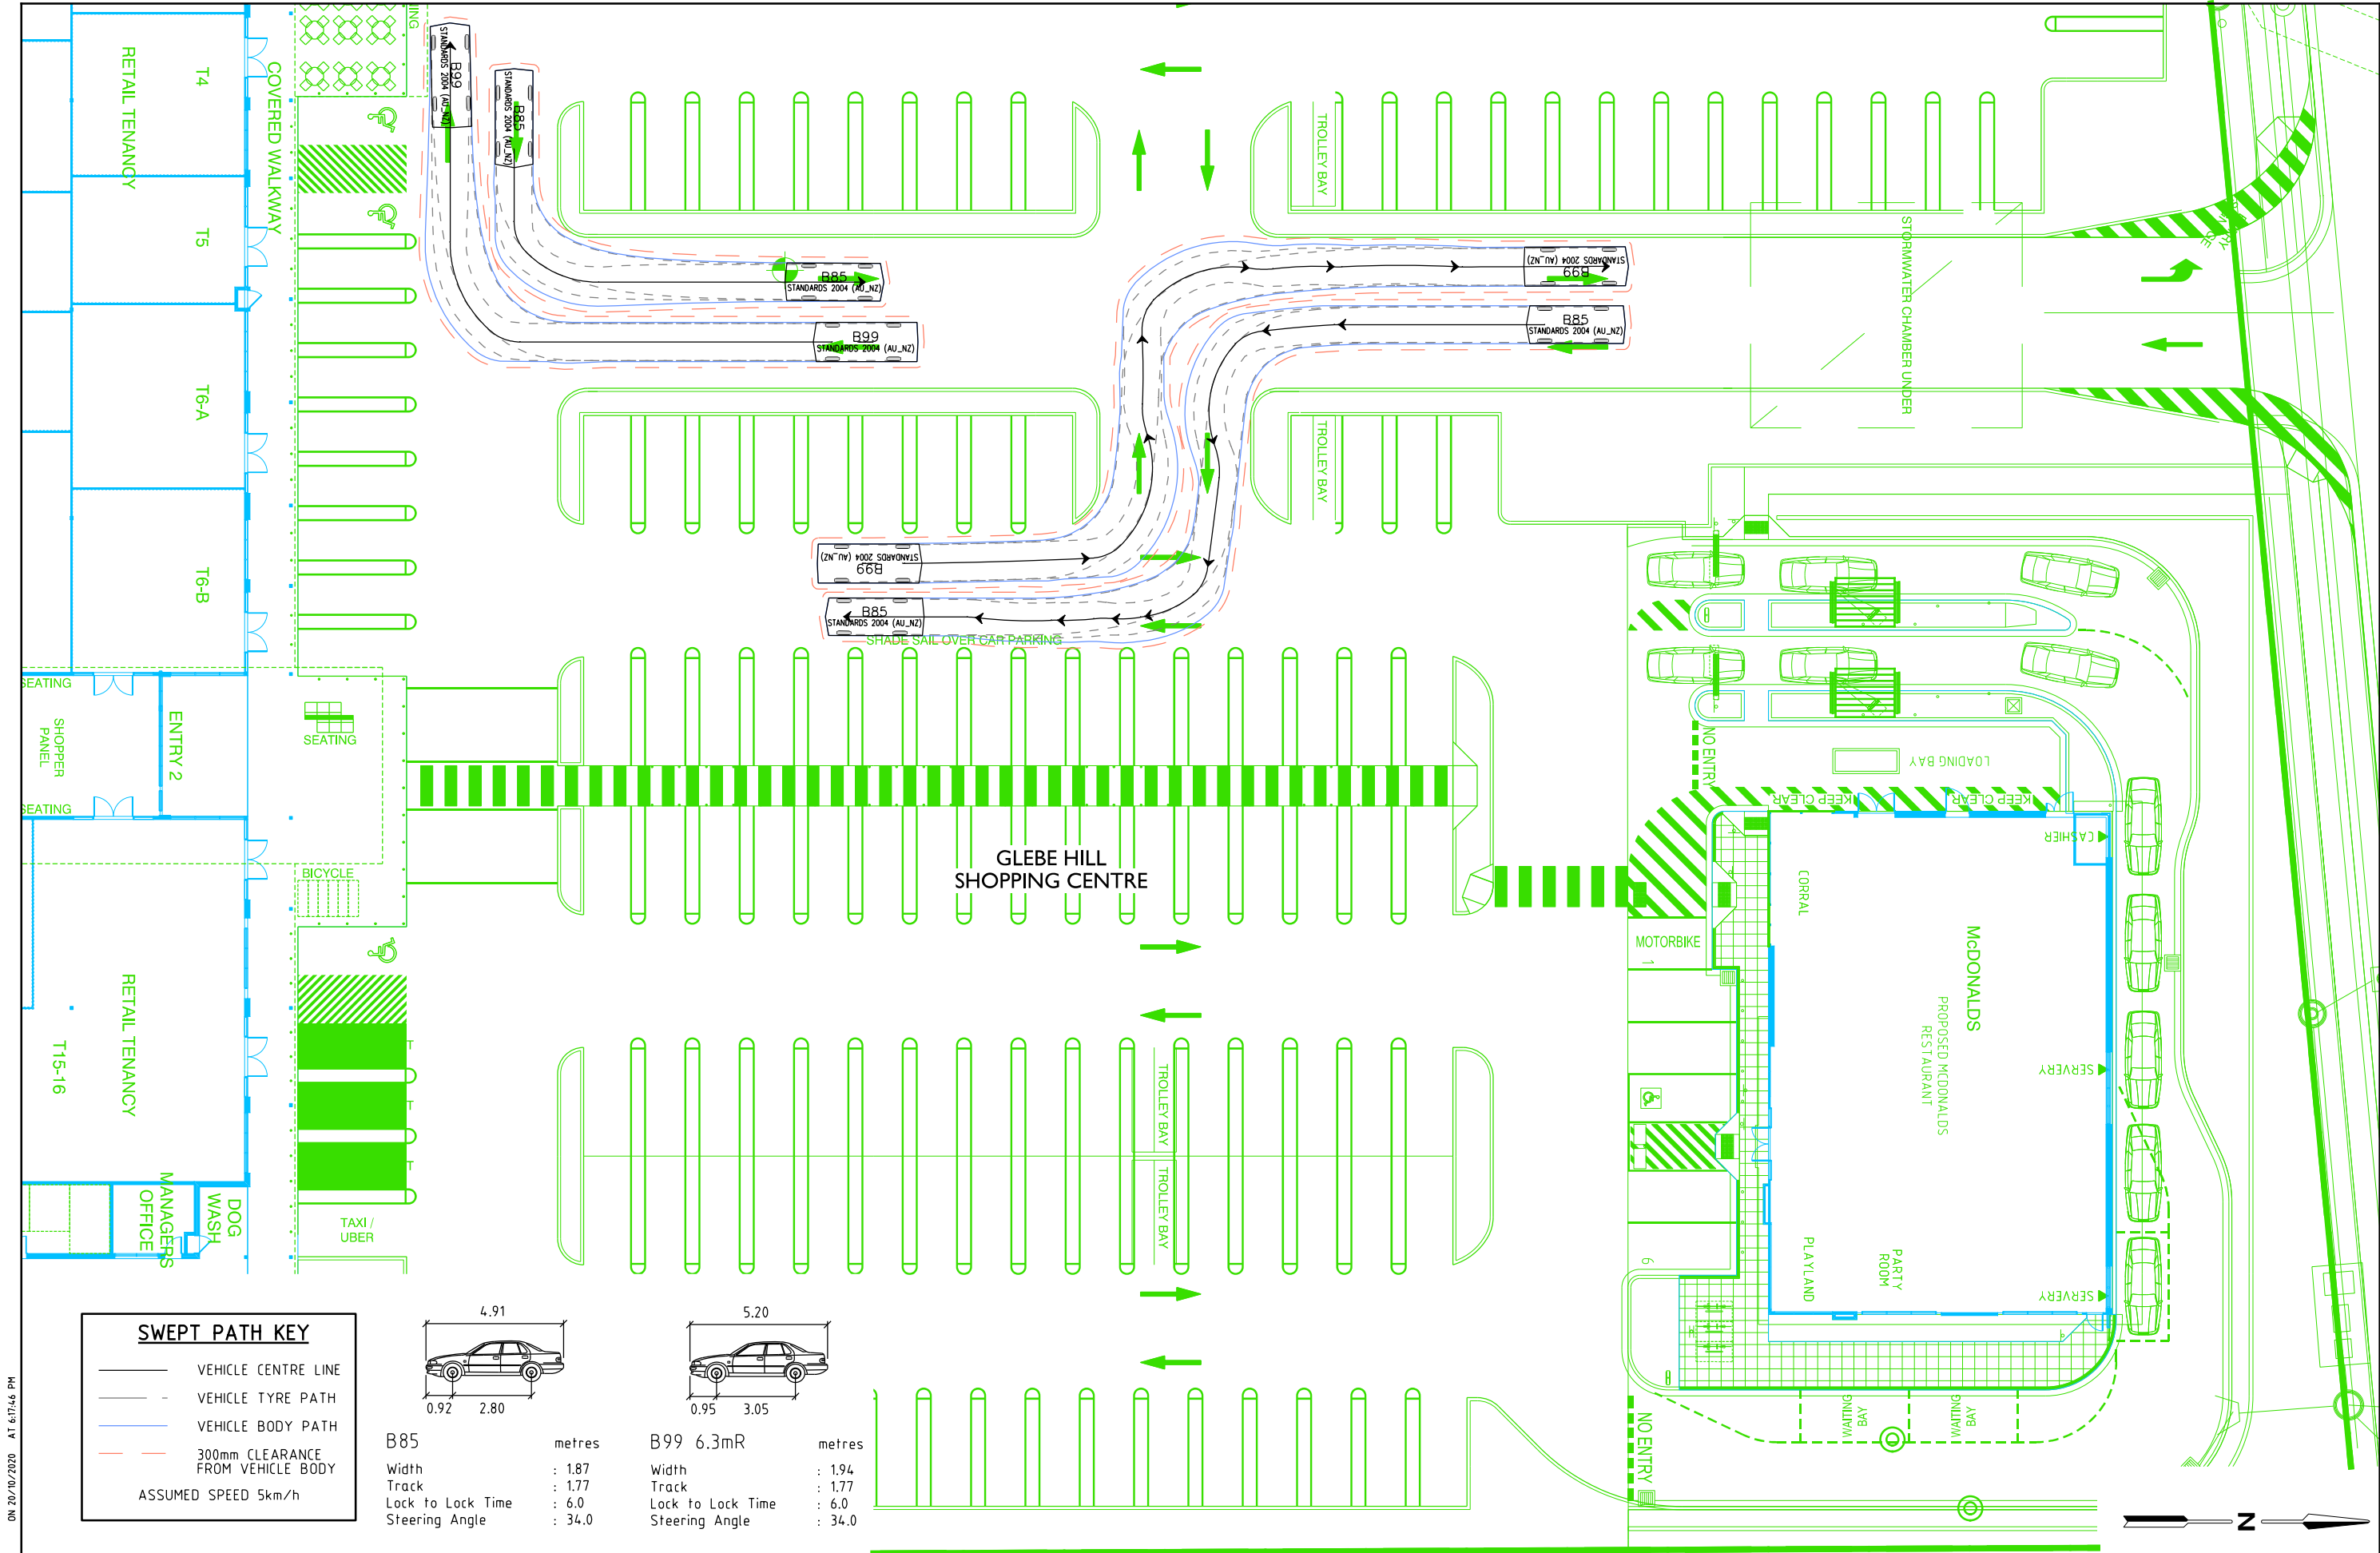 RETAIL TENANCY
T4
COVERED WALKWAY
T5
T6-A
T6-B
SEATING
SHOPPER
PANEL
SEATING
ENTRY 2
SEATING
BICYCLE
RETAIL TENANCY
T15-16
MANAGERS
OFFICE
DOG
WASH
TAXI /
UBER
T
T
T
B99
STANDARDS 2004 (AU_NZ)
B85
STANDARDS 2004 (AU_NZ)
B85
STANDARDS 2004 (AU_NZ)
B99
STANDARDS 2004 (AU_NZ)
STANDARDS 2004 (AU_NZ)
B99
B85
STANDARDS 2004 (AU_NZ)
STANDARDS 2004 (AU_NZ)
B99
B85
STANDARDS 2004 (AU_NZ)
SHADE SAIL OVER CAR PARKING
TROLLEY BAY
TROLLEY BAY
STORMWATER CHAMBER UNDER
GLEBE HILL
SHOPPING CENTRE
TROLLEY BAY
TROLLEY BAY
NO ENTRY
LOADING BAY
KEEP CLEAR
KEEP CLEAR
CASHIER
CORRAL
MOTORBIKE
1
McDONALDS
PROPOSED McDONALDS
RESTAURANT
SERVERY
SERVERY
PLAYLAND
PARTY
ROOM
6
WAITING
BAY
WAITING
BAY
NO ENTRY
N
SWEPT PATH KEY
VEHICLE CENTRE LINE
VEHICLE TYRE PATH
VEHICLE BODY PATH
300mm CLEARANCE
FROM VEHICLE BODY
ASSUMED SPEED 5km/h
4.91
0.92 2.80
B85 metres
Width : 1.87
Track : 1.77
Lock to Lock Time : 6.0
Steering Angle : 34.0
5.20
0.95 3.05
B99 6.3mR metres
Width : 1.94
Track : 1.77
Lock to Lock Time : 6.0
Steering Angle : 34.0
ON 20/10/2020 AT 6:17:46 PM